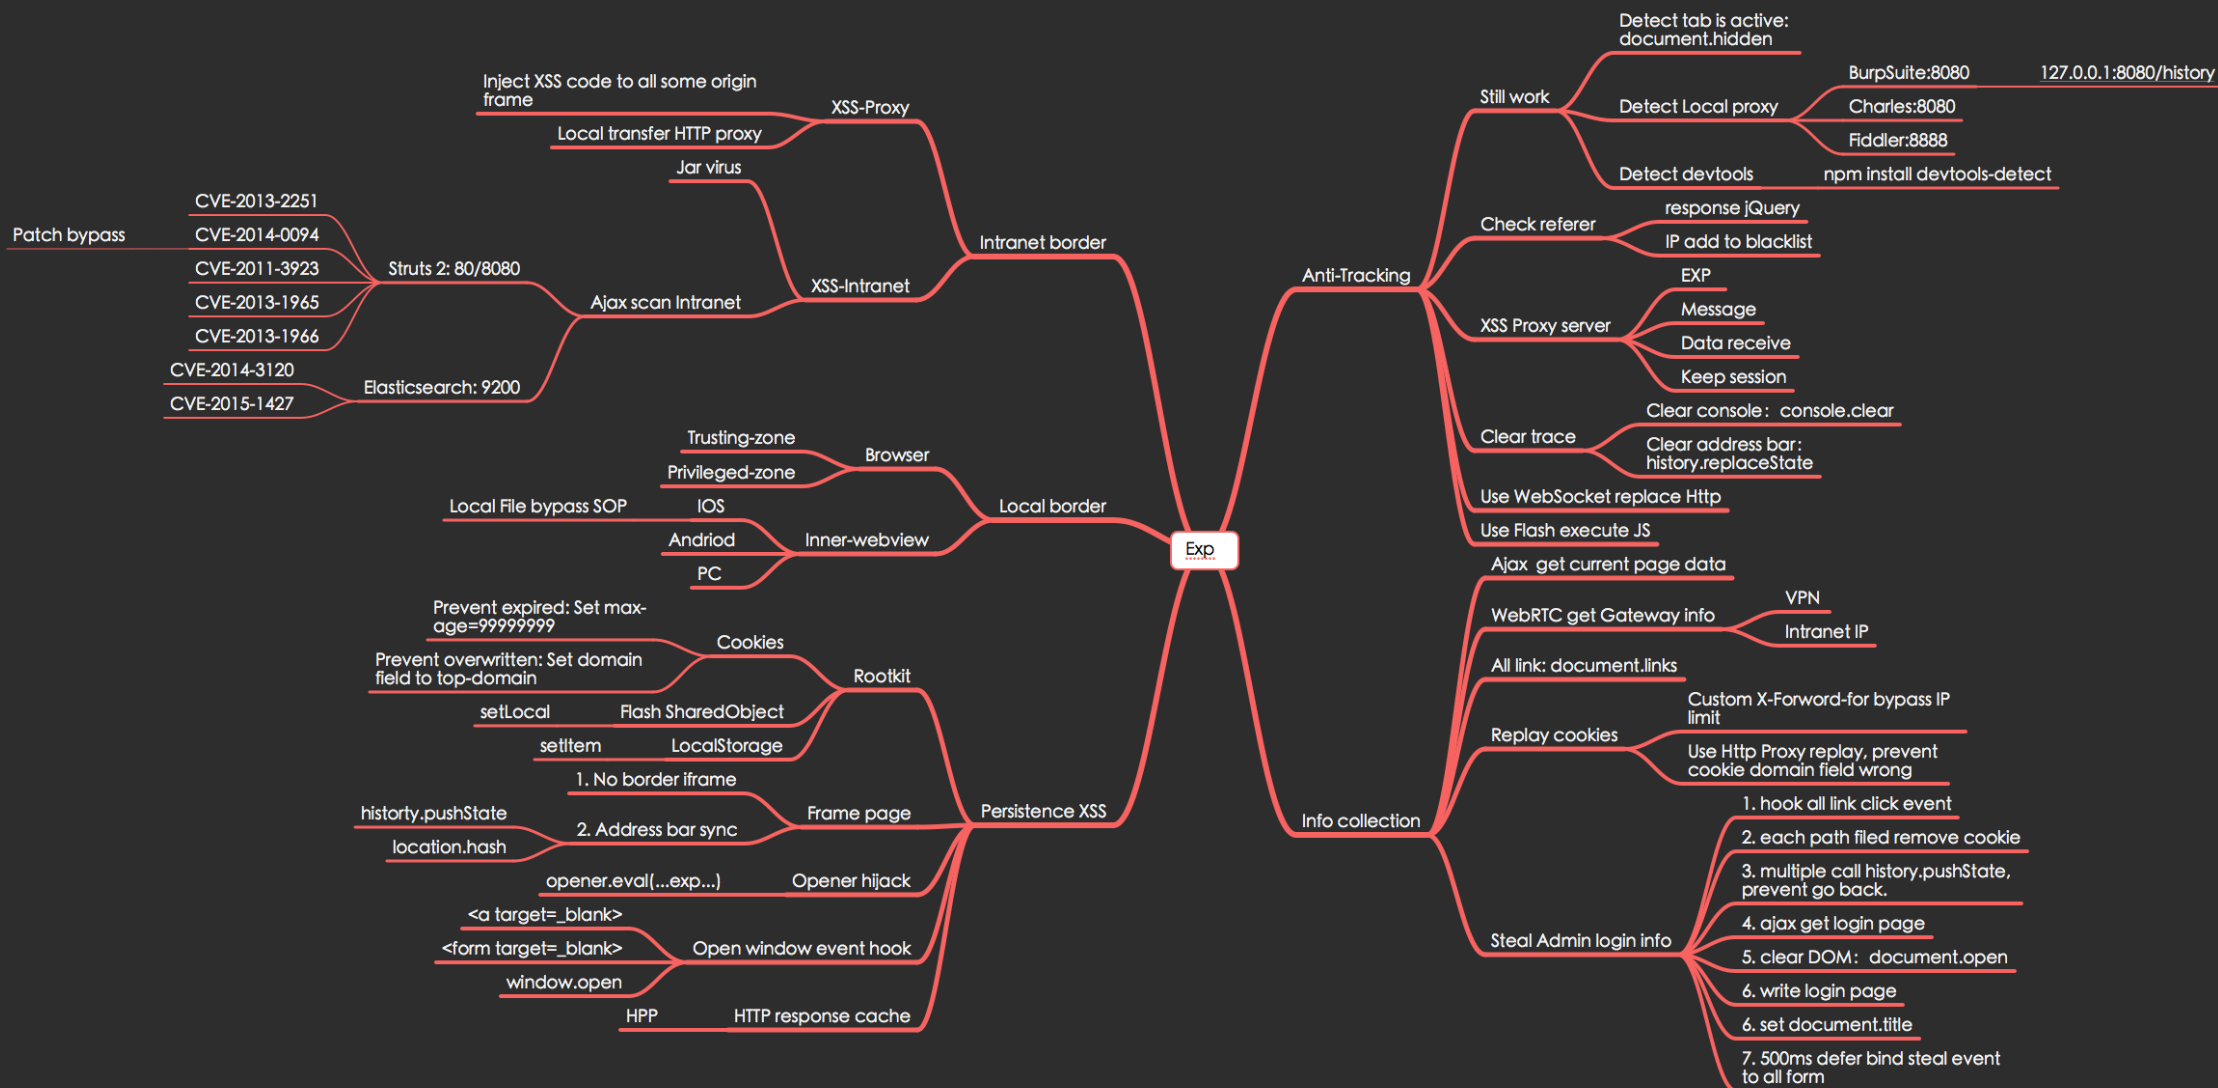 Exp
Intranet border
XSS-Proxy
Inject XSS code to all some origin
frame
Local transfer HTTP proxy
XSS-Intranet
Jar virus
Ajax scan Intranet
Struts 2: 80/8080
CVE-2013-2251
CVE-2014-0094
Patch bypass
CVE-2011-3923
CVE-2013-1965
CVE-2013-1966
Elasticsearch: 9200
CVE-2014-3120
CVE-2015-1427
Local border
Browser
Trusting-zone
Privileged-zone
Inner-webview
IOS
Local File bypass SOP
Andriod
PC
Persistence XSS
Rootkit
Cookies
Prevent expired: Set max-
age=99999999
Prevent overwritten: Set domain
field to top-domain
Flash SharedObject
setLocal
LocalStorage
setItem
Frame page
1. No border iframe
2. Address bar sync
historty.pushState
location.hash
Opener hijack
opener.eval(...exp...)
Open window event hook
<a target=_blank>
<form target=_blank>
window.open
HTTP response cache
HPP
Anti-Tracking
Still work
Detect tab is active:
document.hidden
Detect Local proxy
BurpSuite:8080
127.0.0.1:8080/history
Charles:8080
Fiddler:8888
Detect devtools
npm install devtools-detect
Check referer
response jQuery
IP add to blacklist
XSS Proxy server
EXP
Message
Data receive
Keep session
Clear trace
Clear console：console.clear
Clear address bar:
history.replaceState
Use WebSocket replace Http
Use Flash execute JS
Info collection
Ajax get current page data
WebRTC get Gateway info
VPN
Intranet IP
All link: document.links
Replay cookies
Custom X-Forword-for bypass IP
limit
Use Http Proxy replay, prevent
cookie domain field wrong
Steal Admin login info
1. hook all link click event
2. each path filed remove cookie
3. multiple call history.pushState,
prevent go back.
4. ajax get login page
5. clear DOM：document.open
6. write login page
6. set document.title
7. 500ms defer bind steal event
to all form